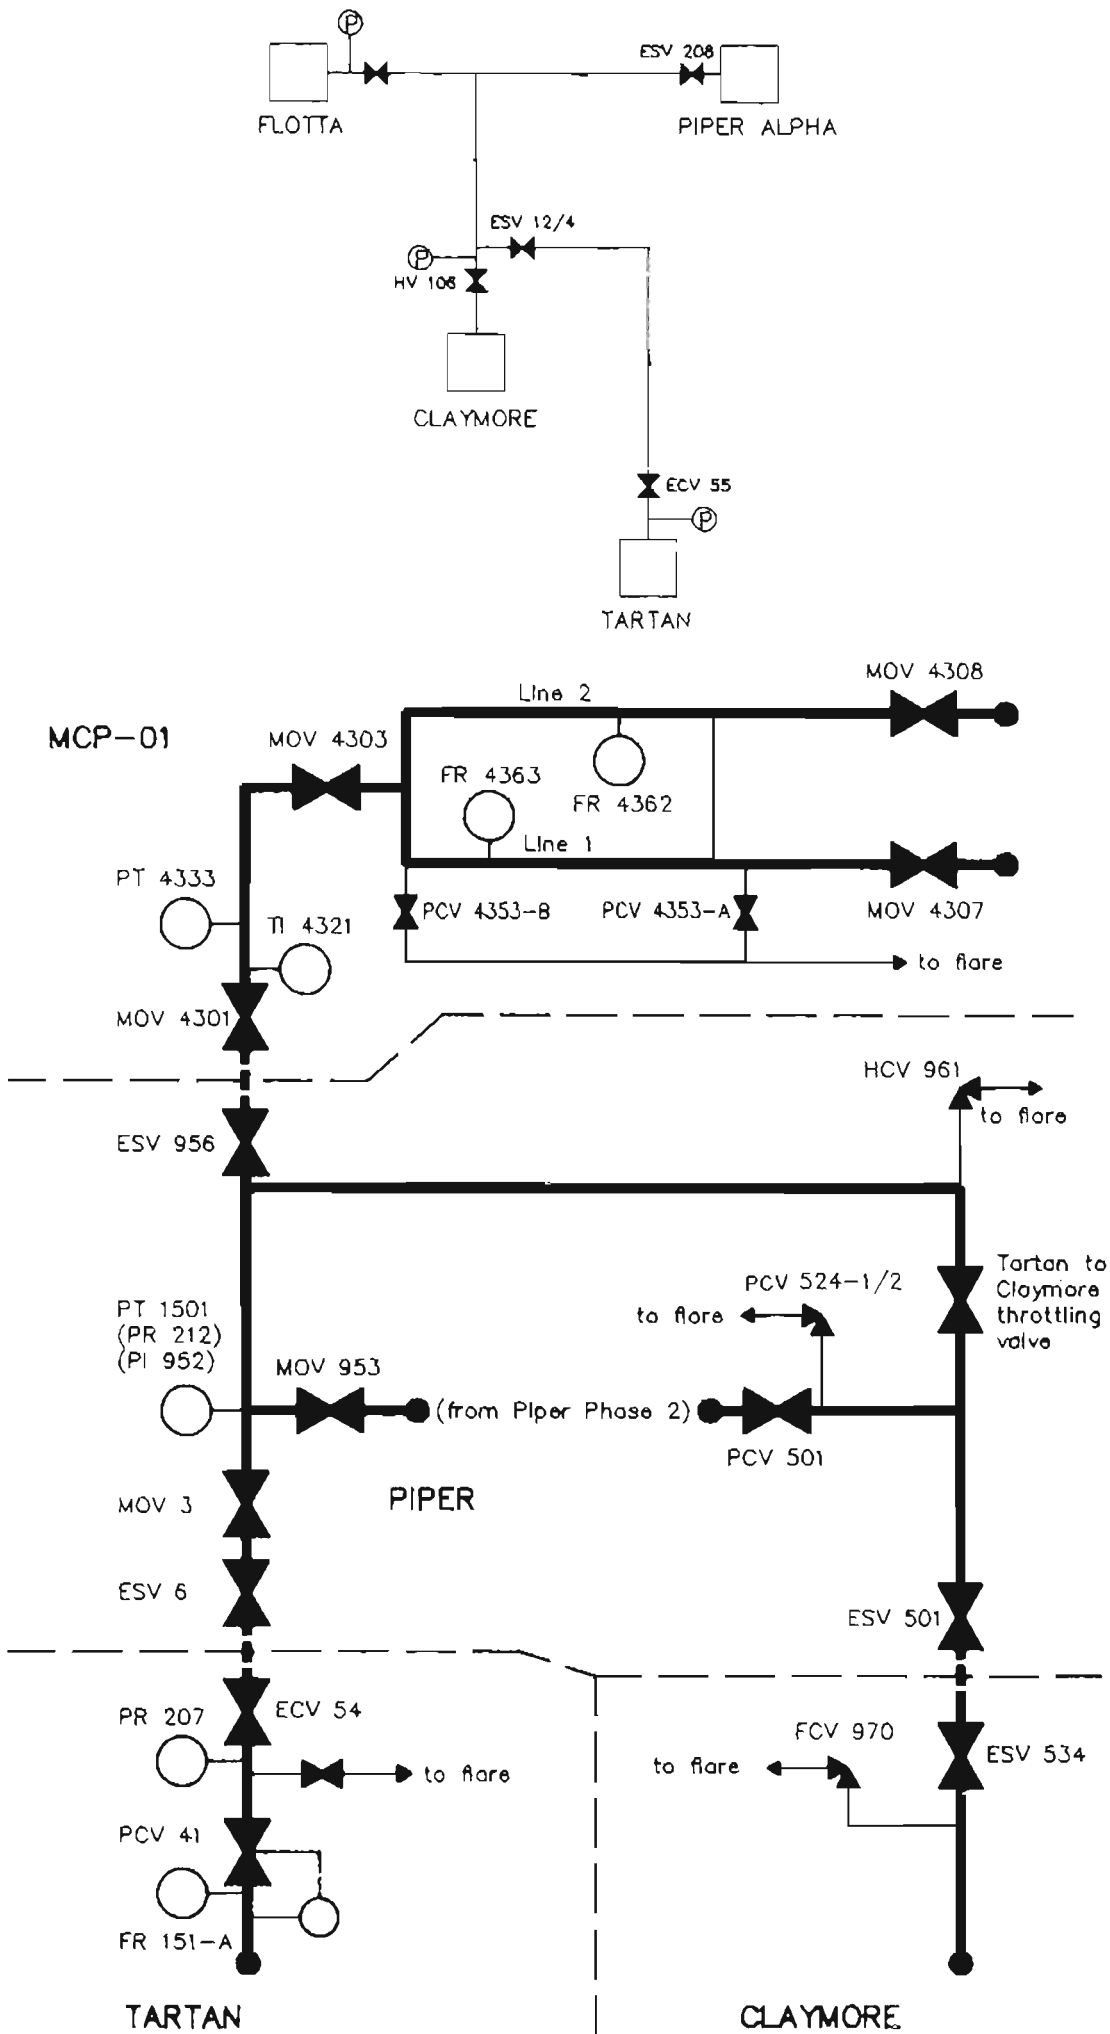 P
ESV 208
FLOTTA
PIPER ALPHA
ESV 12/4
P
HV 106
CLAYMORE
ECV 55
P
TARTAN
MOV 4308
Line 2
MCP-01
MOV 4303
FR 4363
FR 4362
Line 1
PT 4333
PCV 4353-B
PCV 4353-A
MOV 4307
TI 4321
to flare
MOV 4301
HCV 961
to flare
ESV 956
Tartan to
Claymore
throttling
valve
PCV 524-1/2
to flare
PT 1501
(PR 212)
(PI 952)
MOV 953
(from Piper Phase 2)
PCV 501
PIPER
MOV 3
ESV 6
ESV 501
ECV 54
PR 207
FCV 970
ESV 534
to flare
to flare
PCV 41
FR 151-A
TARTAN
CLAYMORE